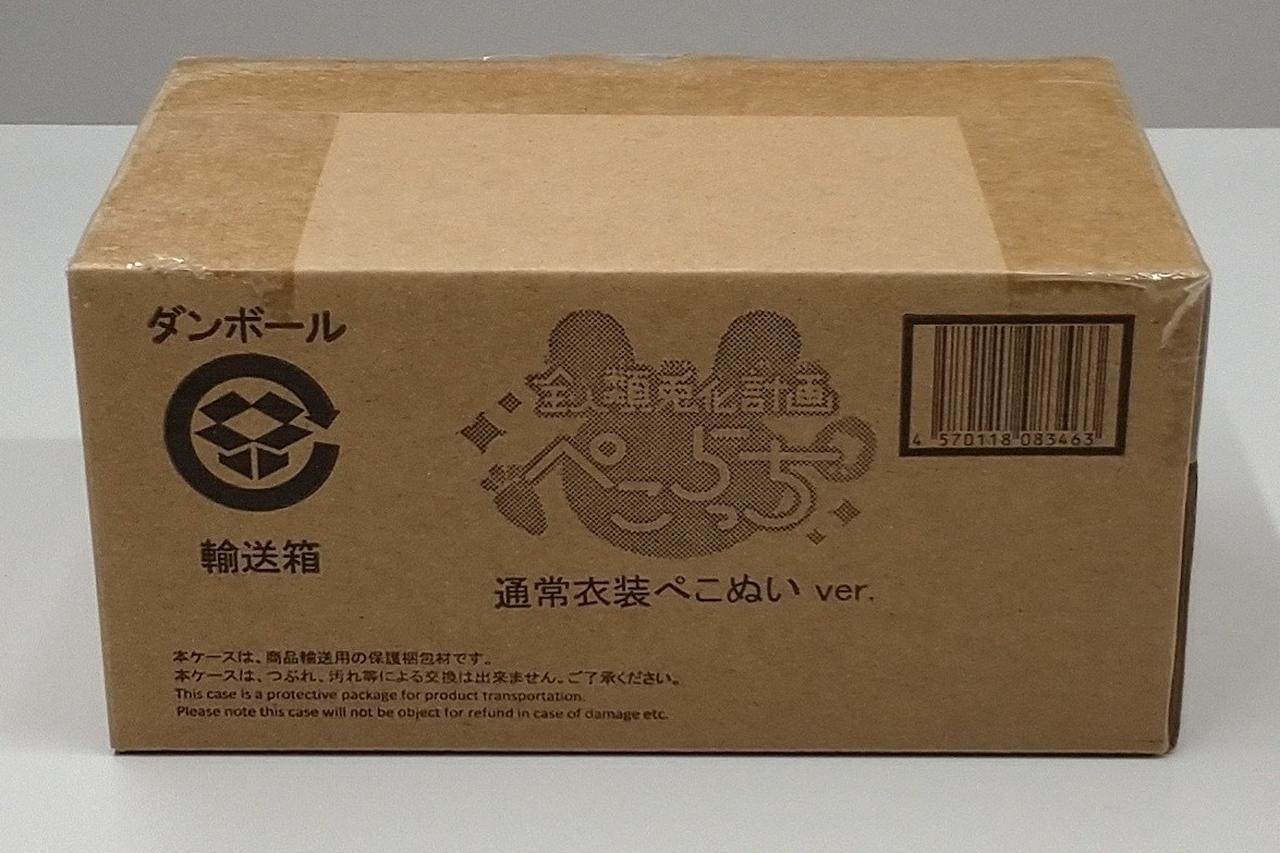 ダンボール
輸送箱
全人類兎化計画
ぺこらっち
通常衣装ぺこぬい ver.
4 570118 083463
本ケースは、商品輸送用の保護梱包材です。
本ケースは、つぶれ、汚れ等による交換は出来ません。ご了承ください。
This case is a protective package for product transportation.
Please note this case will not be object for refund in case of damage etc.